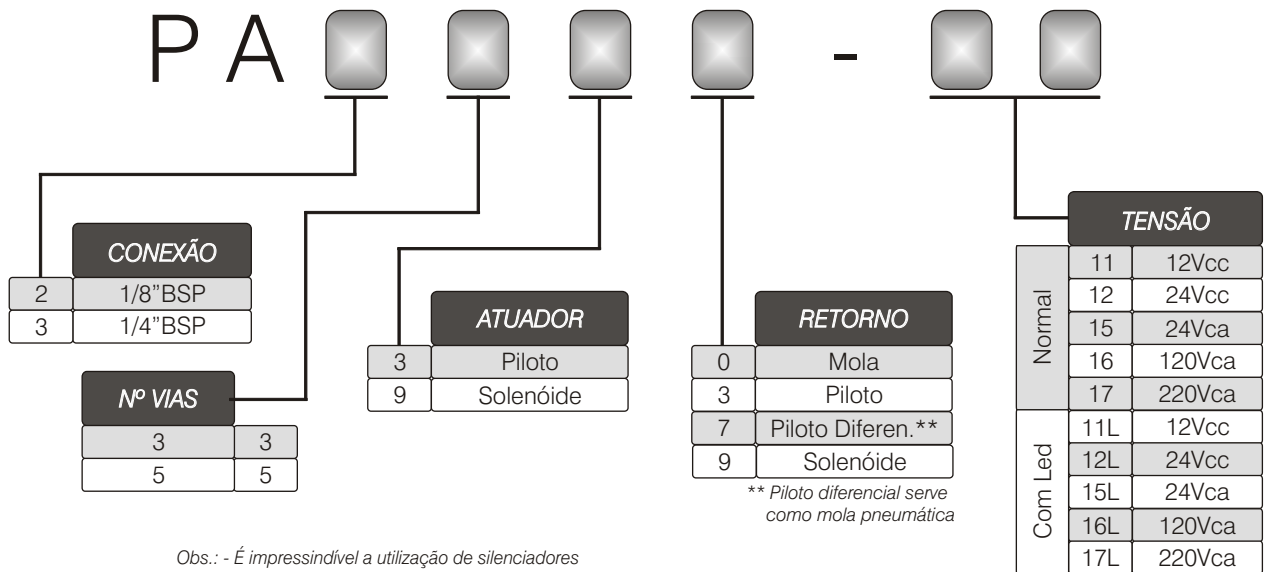 PA -
CONEXÃO
2 1/8”BSP
3 1/4”BSP
Nº VIAS
3 3
5 5
ATUADOR
3 Piloto
9 Solenóide
RETORNO
0 Mola
3 Piloto
7 Piloto Diferen.**
9 Solenóide
** Piloto diferencial serve
como mola pneumática
TENSÃO
Normal
11 12Vcc
12 24Vcc
15 24Vca
16 120Vca
17 220Vca
Com Led
11L 12Vcc
12L 24Vcc
15L 24Vca
16L 120Vca
17L 220Vca
Obs.: - É impressindível a utilização de silenciadores